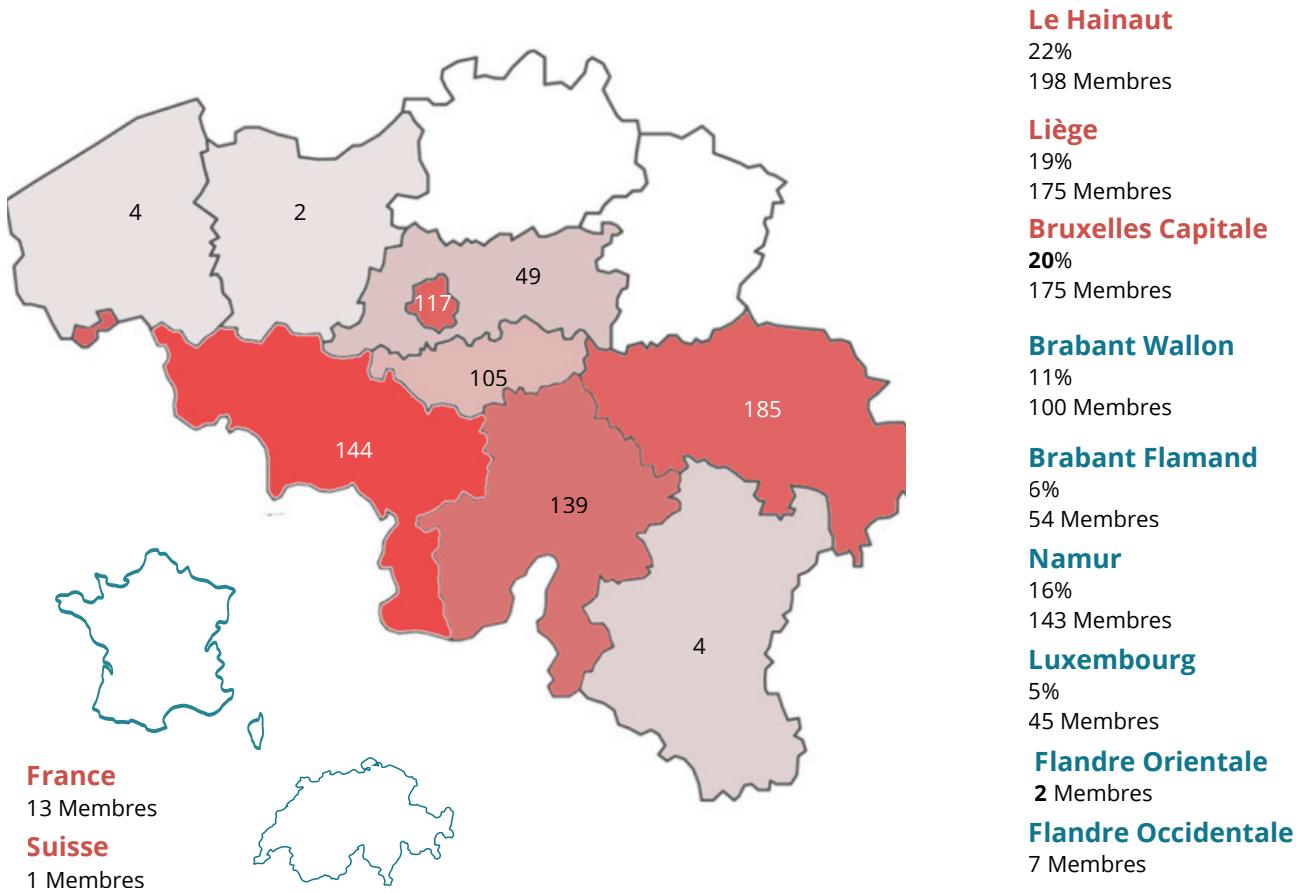 4
2
49
117
105
185
144
139
4
France
13 Membres
Suisse
1 Membres
Le Hainaut
22%
198 Membres
Liège
19%
175 Membres
Bruxelles Capitale
20%
175 Membres
Brabant Wallon
11%
100 Membres
Brabant Flamand
6%
54 Membres
Namur
16%
143 Membres
Luxembourg
5%
45 Membres
Flandre Orientale
2 Membres
Flandre Occidentale
7 Membres